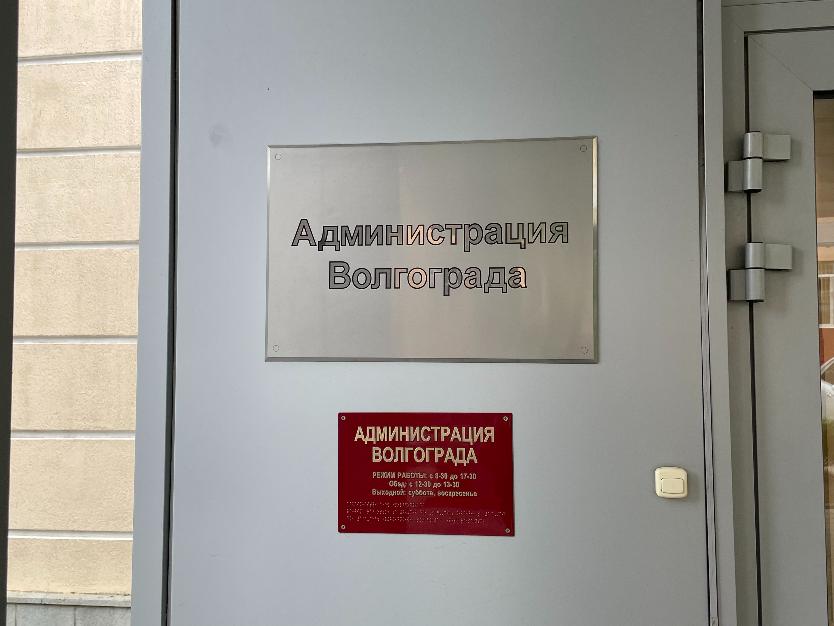 Администрация
Волгограда
АДМИНИСТРАЦИЯ
ВОЛГОГРАДА
РЕЖИМ РАБОТЫ: с 8-30 до 17-30
Обед: с 12-30 до 13-30
Выходной: суббота, воскресенье